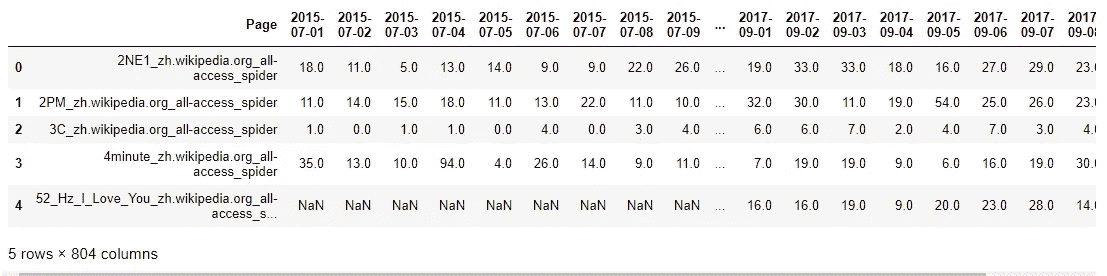 Page 2015-07-01 2015-07-02 2015-07-03 2015-07-04 2015-07-05 2015-07-06 2015-07-07 2015-07-08 2015-07-09 ... 2017-09-01 2017-09-02 2017-09-03 2017-09-04 2017-09-05 2017-09-06 2017-09-07 2017-09-08
0 2NE1_zh.wikipedia.org_all-access_spider 18.0 11.0 5.0 13.0 14.0 9.0 9.0 22.0 26.0 ... 19.0 33.0 33.0 18.0 16.0 27.0 29.0 23.0
1 2PM_zh.wikipedia.org_all-access_spider 11.0 14.0 15.0 18.0 11.0 13.0 22.0 11.0 10.0 ... 32.0 30.0 11.0 19.0 54.0 25.0 26.0 23.0
2 3C_zh.wikipedia.org_all-access_spider 1.0 0.0 1.0 1.0 0.0 4.0 0.0 3.0 4.0 ... 6.0 6.0 7.0 2.0 4.0 7.0 3.0 4.0
3 4minute_zh.wikipedia.org_all-access_spider 35.0 13.0 10.0 94.0 4.0 26.0 14.0 9.0 11.0 ... 7.0 19.0 19.0 9.0 6.0 16.0 19.0 30.0
4 52_Hz_I_Love_You_zh.wikipedia.org_all-access_s... NaN NaN NaN NaN NaN NaN NaN NaN NaN ... 16.0 16.0 19.0 9.0 20.0 23.0 28.0 14.0
5 rows × 804 columns